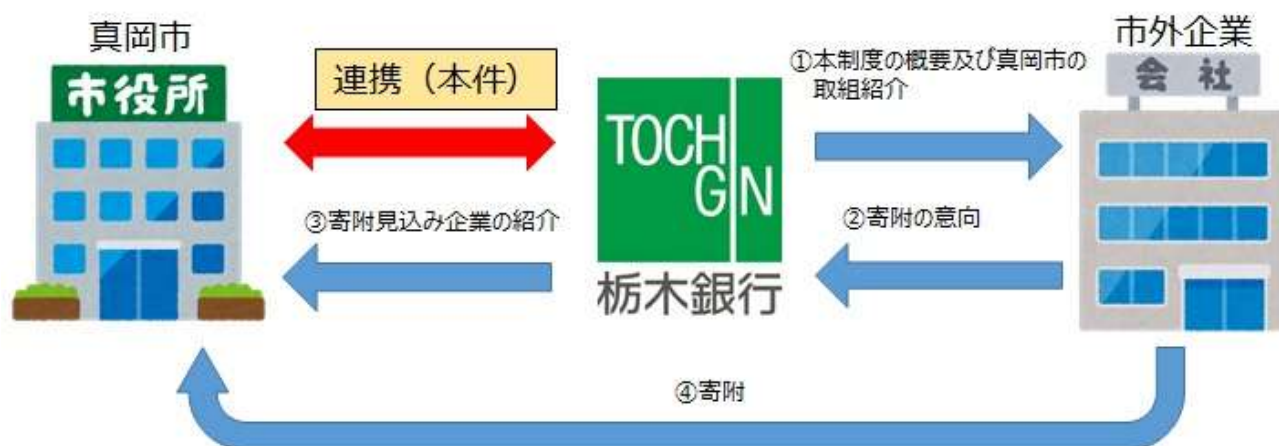 真岡市
市役所
連携（本件）
③寄附見込み企業の紹介
TOCH
GIN
栃木銀行
①本制度の概要及び真岡市の
取組紹介
②寄附の意向
市外企業
会社
④寄附